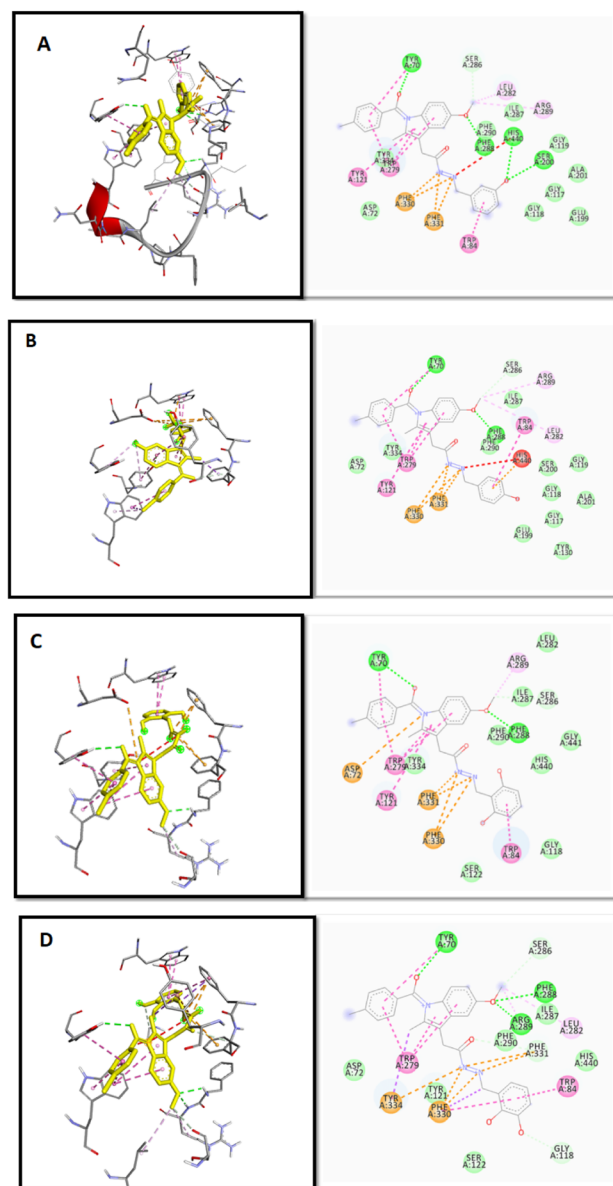 A
TYR
A:70
SER
A:286
LEU
A:282
ILE
A:287
ARG
A:289
PHE
A:290
HIS
A:440
PHE
A:288
GLY
A:119
SER
A:200
TYR
A:334
TRP
A:279
TYR
A:121
ALA
A:201
GLY
A:117
PHE
A:330
ASP
A:72
GLY
A:118
GLU
A:199
PHE
A:331
TRP
A:84
B
TYR
A:70
SER
A:286
ARG
A:289
ILE
A:287
TRP
A:84
PHE
A:288
LEU
A:282
PHE
A:290
TYR
A:334
ASP
A:72
TRP
A:279
A:440
SER
A:200
GLY
A:119
TYR
A:121
GLY
A:118
ALA
A:201
PHE
A:331
PHE
A:330
GLY
A:117
GLU
A:199
TYR
A:130
C
LEU
A:282
TYR
A:70
ARG
A:289
ILE
A:287
SER
A:286
PHE
A:290
PHE
A:288
GLY
A:441
TRP
A:279
TYR
A:334
HIS
A:440
ASP
A:72
TYR
A:121
PHE
A:331
PHE
A:330
TRP
A:84
GLY
A:118
SER
A:122
D
TYR
A:70
SER
A:286
PHE
A:288
ILE
A:287
ARG
A:289
LEU
A:282
PHE
A:290
PHE
A:331
HIS
A:440
TRP
A:279
ASP
A:72
TYR
A:121
TRP
A:84
TYR
A:334
PHE
A:330
GLY
A:118
SER
A:122